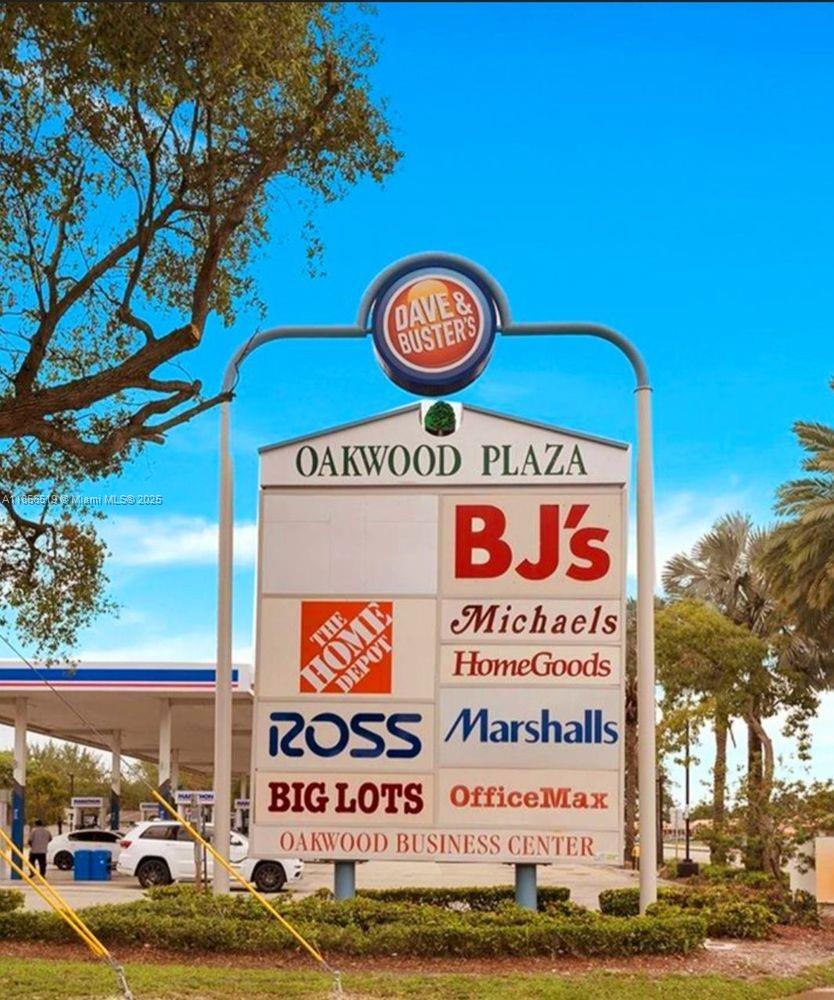 DAVE &
BUSTER'S
OAKWOOD PLAZA
BJ's
THE
HOME
DEPOT
Michaels
HomeGoods
ROSS
Marshalls
BIG LOTS
OfficeMax
OAKWOOD BUSINESS CENTER
MARATHON
© Miami MLS® 2025